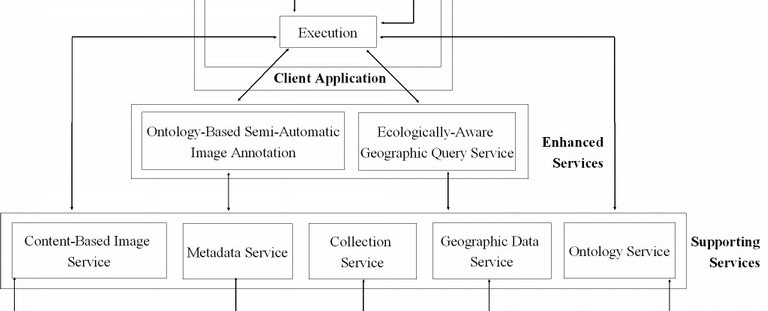 Execution
Client Application
Ontology-Based Semi-Automatic
Image Annotation
Ecologically-Aware
Geographic Query Service
Enhanced
Services
Content-Based Image
Service
Metadata Service
Collection
Service
Geographic Data
Service
Ontology Service
Supporting
Services